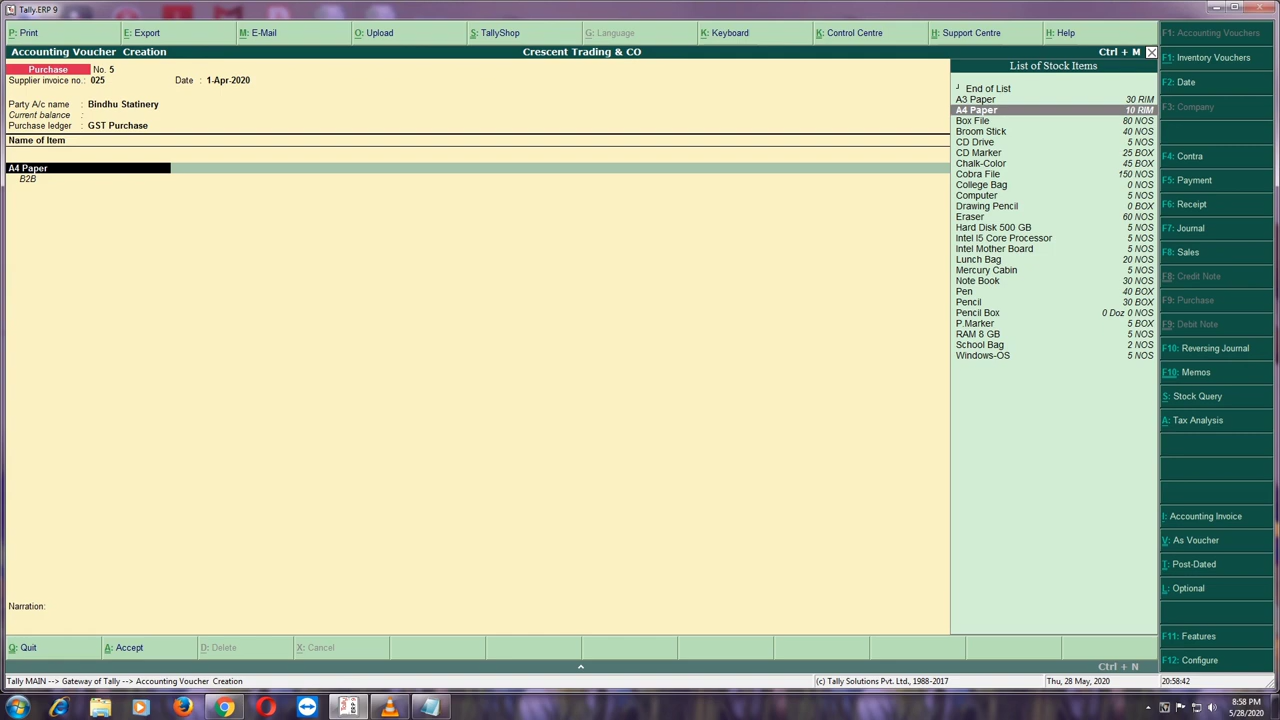 Tally.ERP 9
P: Print E: Export M: E-Mail O: Upload S: TallyShop G: Language K: Keyboard K: Control Centre H: Support Centre H: Help
Accounting Voucher Creation Crescent Trading & CO Ctrl + M
Purchase No. 5
Supplier invoice no.: 025 Date : 1-Apr-2020
Party A/c name : Bindhu Statinery
Current balance :
Purchase ledger : GST Purchase
Name of Item
A4 Paper
B2B
Narration:
List of Stock Items
End of List
A3 Paper 30 RIM
A4 Paper 10 RIM
Box File 80 NOS
Broom Stick 40 NOS
CD Drive 5 NOS
CD Marker 25 BOX
Chalk-Color 45 BOX
Cobra File 150 NOS
College Bag 0 NOS
Computer 5 NOS
Drawing Pencil 0 BOX
Eraser 60 NOS
Hard Disk 500 GB 5 NOS
Intel I5 Core Processor 5 NOS
Intel Mother Board 5 NOS
Lunch Bag 20 NOS
Mercury Cabin 5 NOS
Note Book 30 NOS
Pen 40 BOX
Pencil 30 BOX
Pencil Box 0 Doz 0 NOS
P.Marker 5 BOX
RAM 8 GB 5 NOS
School Bag 2 NOS
Windows-OS 5 NOS
F1: Accounting Vouchers
F1: Inventory Vouchers
F2: Date
F3: Company
F4: Contra
F5: Payment
F6: Receipt
F7: Journal
F8: Sales
F8: Credit Note
F9: Purchase
F9: Debit Note
F10: Reversing Journal
F10: Memos
S: Stock Query
A: Tax Analysis
I: Accounting Invoice
V: As Voucher
T: Post-Dated
L: Optional
F11: Features
F12: Configure
Q: Quit A: Accept D: Delete X: Cancel
Ctrl + N
Tally MAIN --> Gateway of Tally --> Accounting Voucher Creation (c) Tally Solutions Pvt. Ltd., 1988-2017 Thu, 28 May, 2020 20:58:42
8:58 PM
5/28/2020